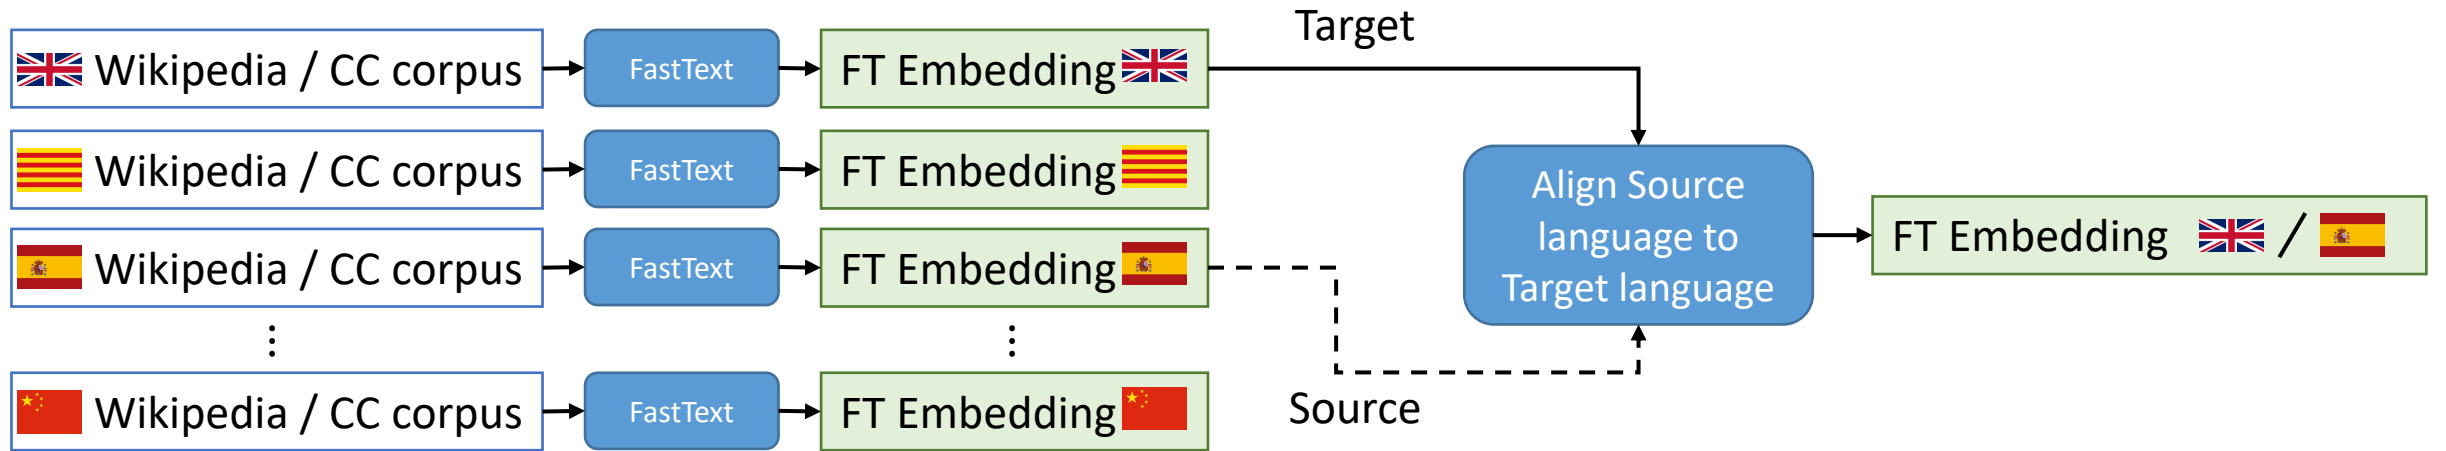 Target
Wikipedia / CC corpus
FastText
FT Embedding
Wikipedia / CC corpus
FastText
FT Embedding
Wikipedia / CC corpus
FastText
FT Embedding
Wikipedia / CC corpus
FastText
FT Embedding
Source
Align Source
language to
Target language
FT Embedding /